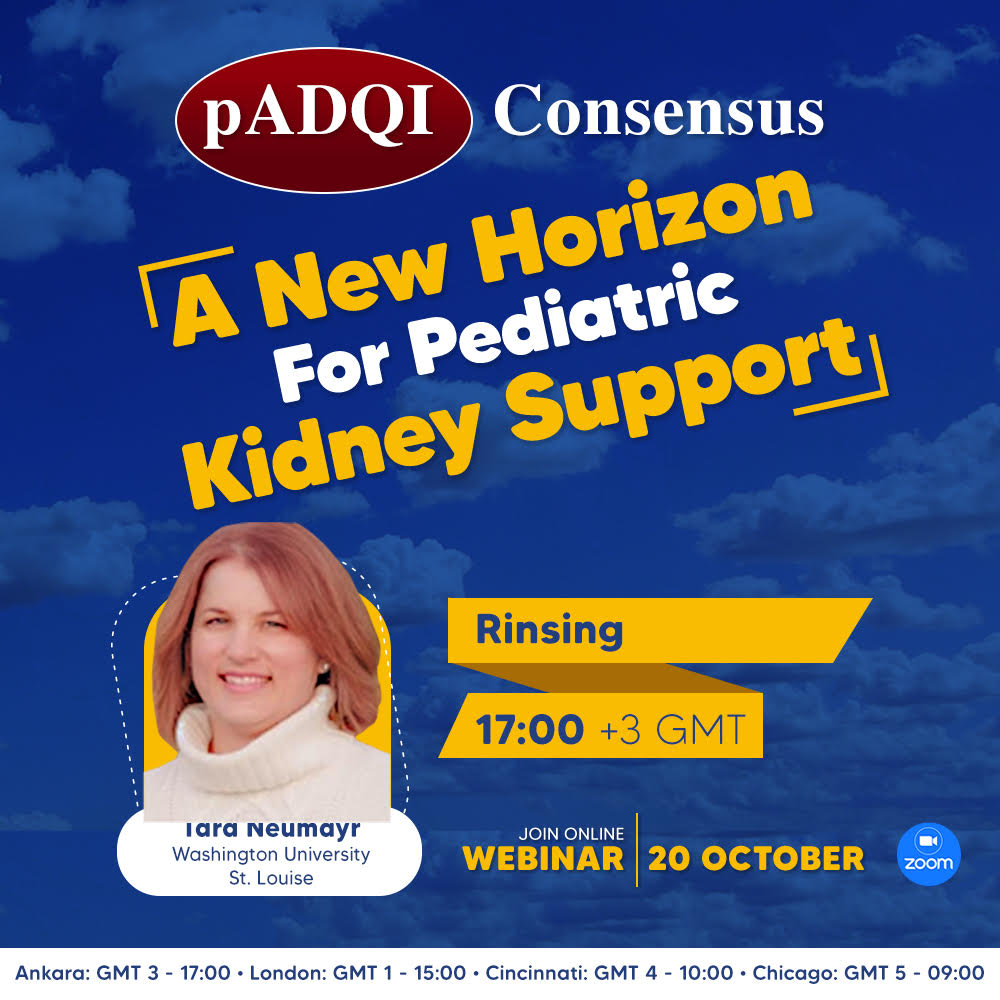 pADQI Consensus
A New Horizon
For Pediatric
Kidney Support
Rinsing
17:00 +3 GMT
Tara Neumayr
Washington University
St. Louise
JOIN ONLINE
WEBINAR
20 OCTOBER
zoom
Ankara: GMT 3 - 17:00 • London: GMT 1 - 15:00 • Cincinnati: GMT 4 - 10:00 • Chicago: GMT 5 - 09:00